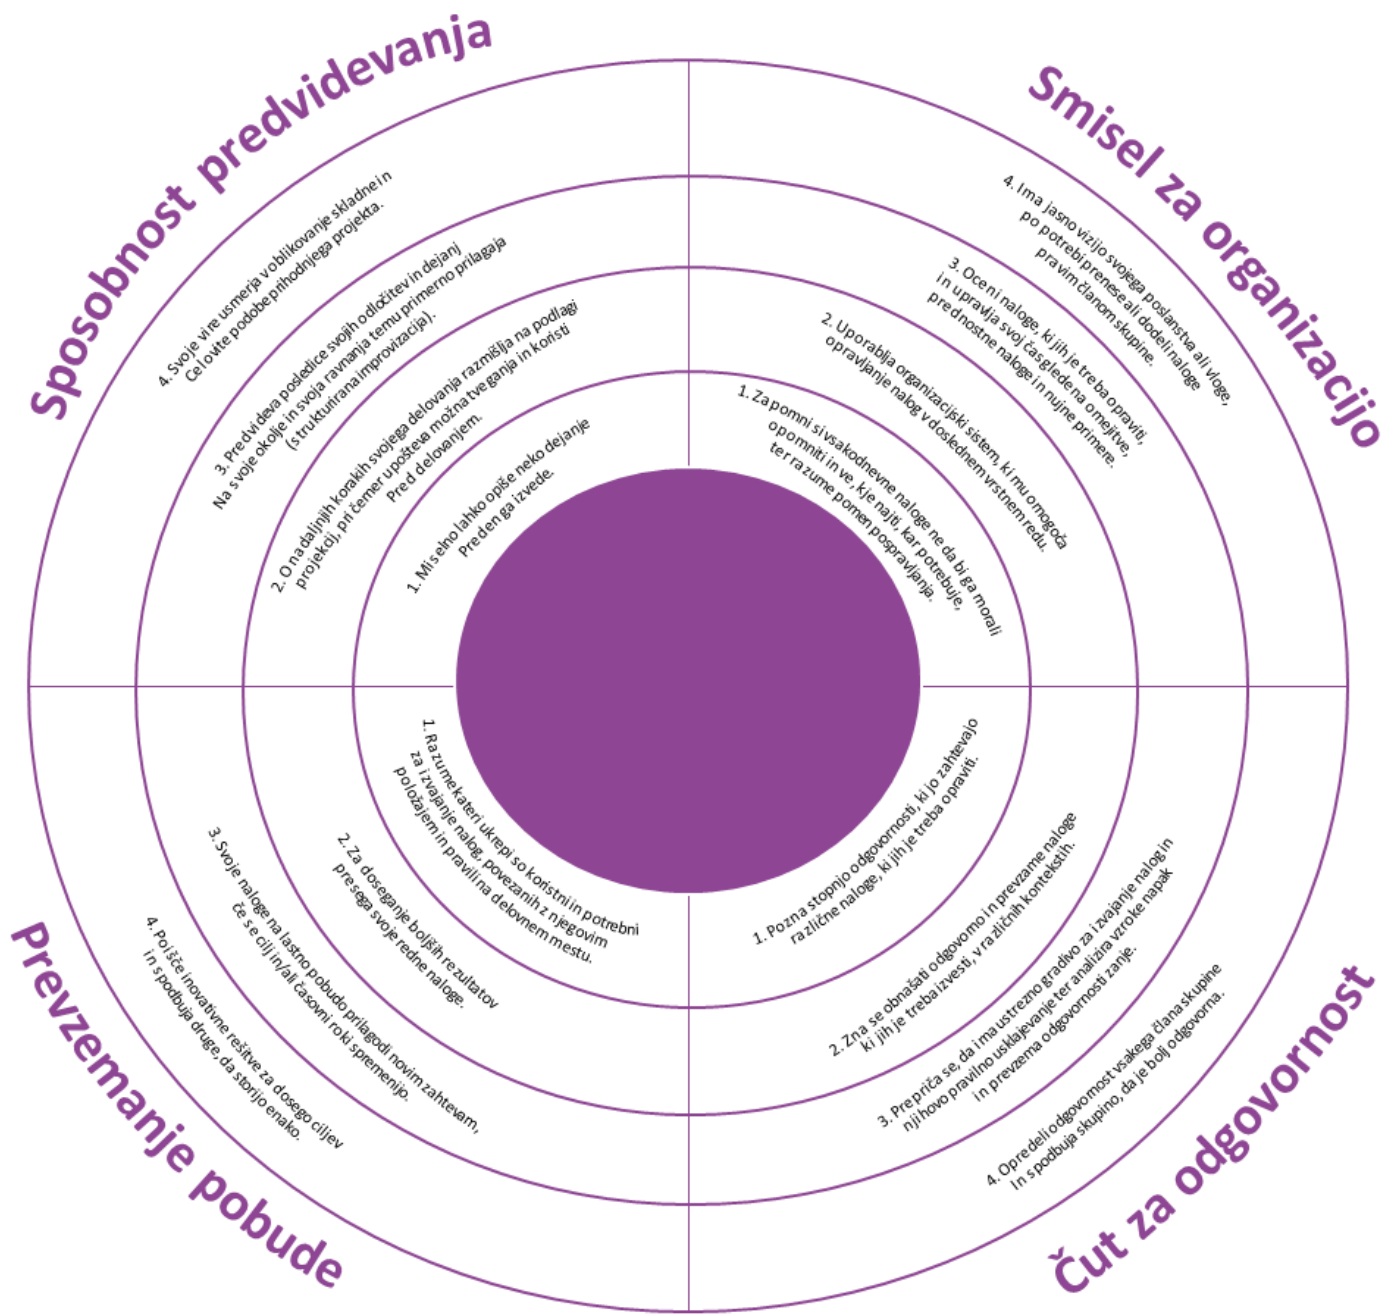 Sposobnost predvidevanja
4. Svoje vire usmerja v oblikovanje skladne in
Celovite podobe prihodnjega projekta.
3. Predvideva posledice svojih odločitev in dejanj
Na svoje okolje in svoja ravnanja temu primerno prilagaja
(strukturirana improvizacija).
2. O nadaljnjih korakih svojega delovanja razmišlja na podlagi
projekcij, pri čemer upošteva možna tveganja in koristi
Pred delovanjem.
1. Miselno lahko opiše neko dejanje
Preden ga izvede.
Smisel za organizacijo
4. Ima jasno vizijo svojega poslanstva ali vloge,
po potrebi prenese ali dodeli naloge
pravim članom skupine.
3. Oceni naloge, ki jih je treba opraviti,
in upravlja svoj čas glede na omejitve,
prednostne naloge in nujne primere.
2. Uporablja organizacijski sistem, ki mu omogoča
opravljanje nalog v doslednem vrstnem redu.
1. Zapomni si vsakodnevne naloge ne da bi ga morali
opomniti in ve, kje najti, kar potrebuje,
ter razume pomen pospravljanja.
Prevzemanje pobude
1. Razume kateri ukrepi so koristni in potrebni
za izvajanje nalog, povezanih z njegovim
položajem in pravili na delovnem mestu.
2. Za doseganje boljših rezultatov
presega svoje redne naloge.
3. Svoje naloge na lastno pobudo prilagodi novim zahtevam,
če se cilj in/ali časovni roki spremenijo.
4. Poišče inovativne rešitve za dosego ciljev
in spodbuja druge, da storijo enako.
Čut za odgovornost
1. Pozna stopnjo odgovornosti, ki jo zahtevajo
različne naloge, ki jih je treba opraviti.
2. Zna se obnašati odgovorno in prevzame naloge
ki jih je treba izvesti, v različnih kontekstih.
3. Prepriča se, da ima ustrezno gradivo za izvajanje nalog in
njihovo pravilno usklajevanje ter analizira vzroke napak
in prevzema odgovornosti zanje.
4. Opredeli odgovornost vsakega člana skupine
In spodbuja skupino, da je bolj odgovorna.